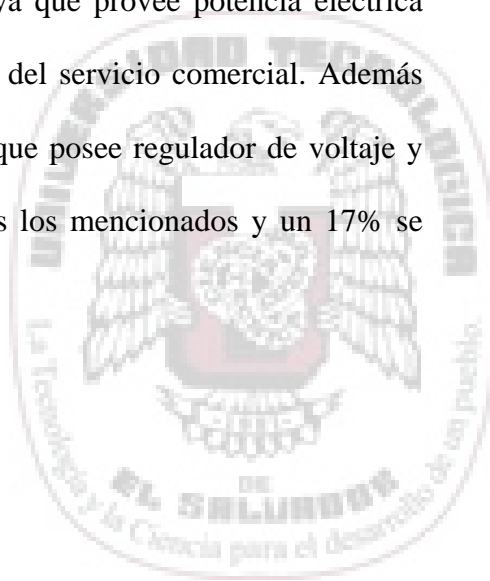 ya que provee potencia eléctrica
del servicio comercial. Además
que posee regulador de voltaje y
s los mencionados y un 17% se
UNIVERSIDAD TECNOLOGICA
La Tecnología y la Ciencia para el desarrollo de un pueblo.
DE
EL SALVADOR